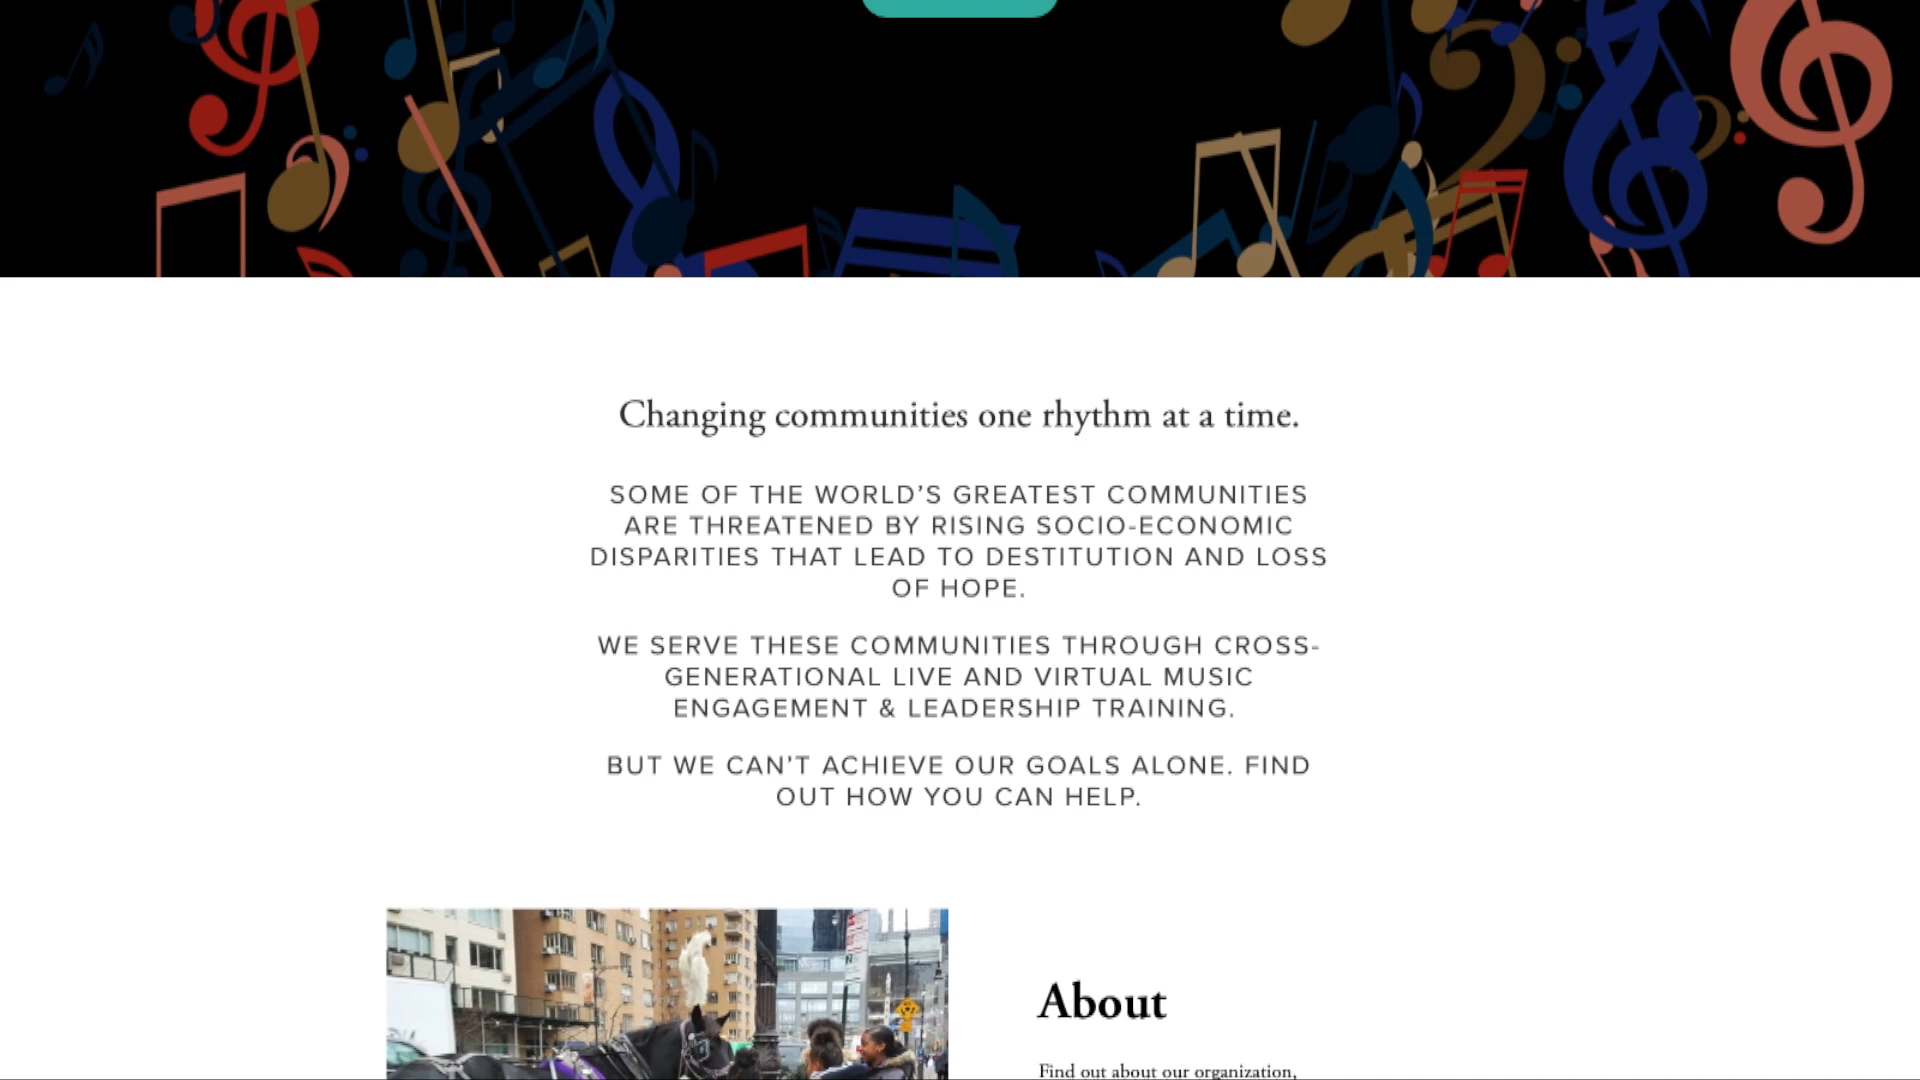 Changing communities one rhythm at a time.
SOME OF THE WORLD’S GREATEST COMMUNITIES
ARE THREATENED BY RISING SOCIO-ECONOMIC
DISPARITIES THAT LEAD TO DESTITUTION AND LOSS
OF HOPE.
WE SERVE THESE COMMUNITIES THROUGH CROSS-
GENERATIONAL LIVE AND VIRTUAL MUSIC
ENGAGEMENT & LEADERSHIP TRAINING.
BUT WE CAN’T ACHIEVE OUR GOALS ALONE. FIND
OUT HOW YOU CAN HELP.
About
Find out about our organization,